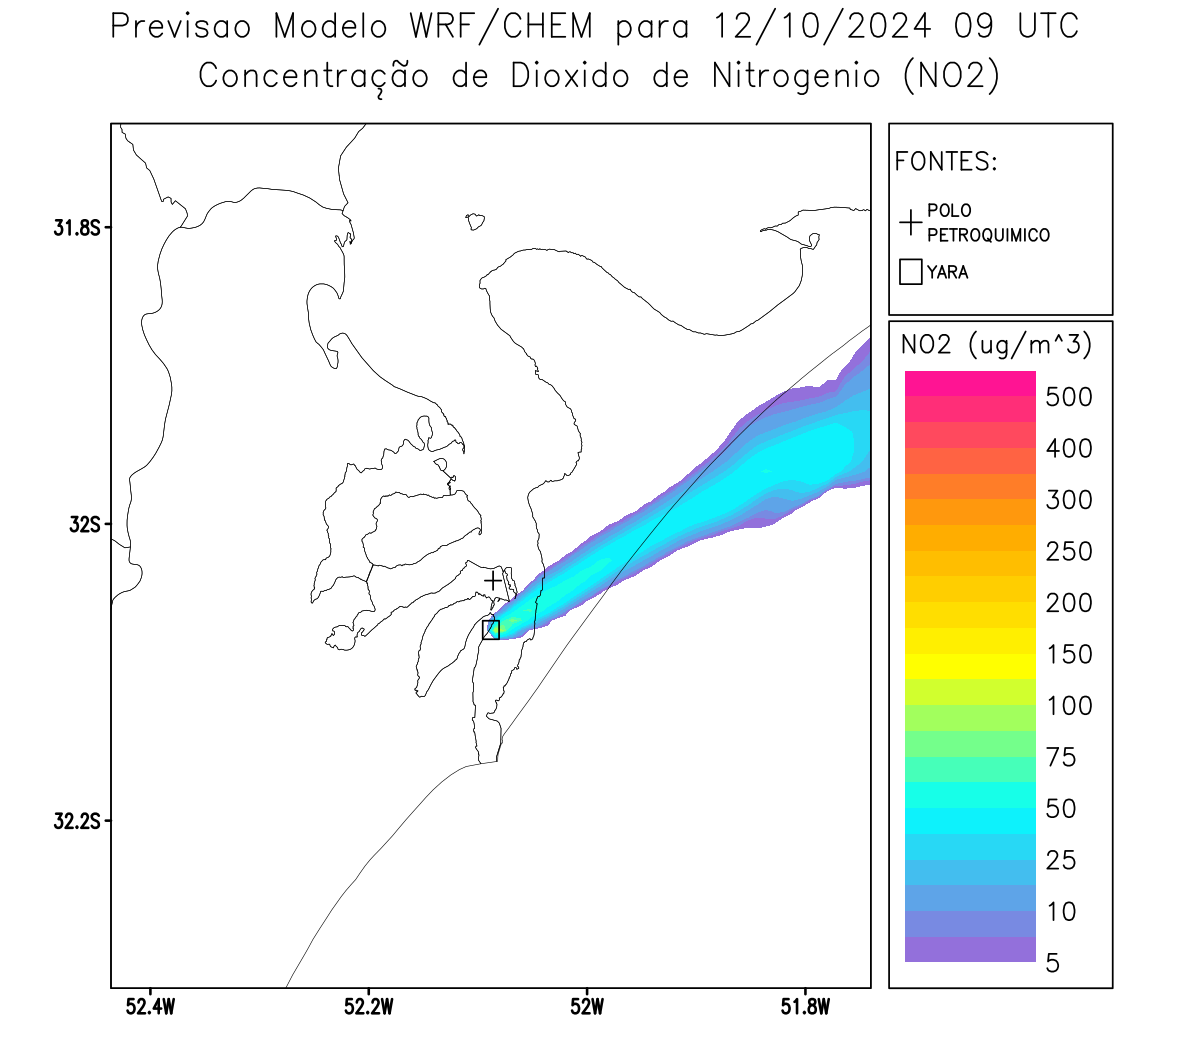 Previsao Modelo WRF/CHEM para 12/10/2024 09 UTC
Concentração de Dioxido de Nitrogenio (NO2)
FONTES:
POLO
PETROQUIMICO
YARA
NO2 (ug/m^3)
500
400
300
250
200
150
100
75
50
25
10
5
31.8S
32S
32.2S
52.4W
52.2W
52W
51.8W